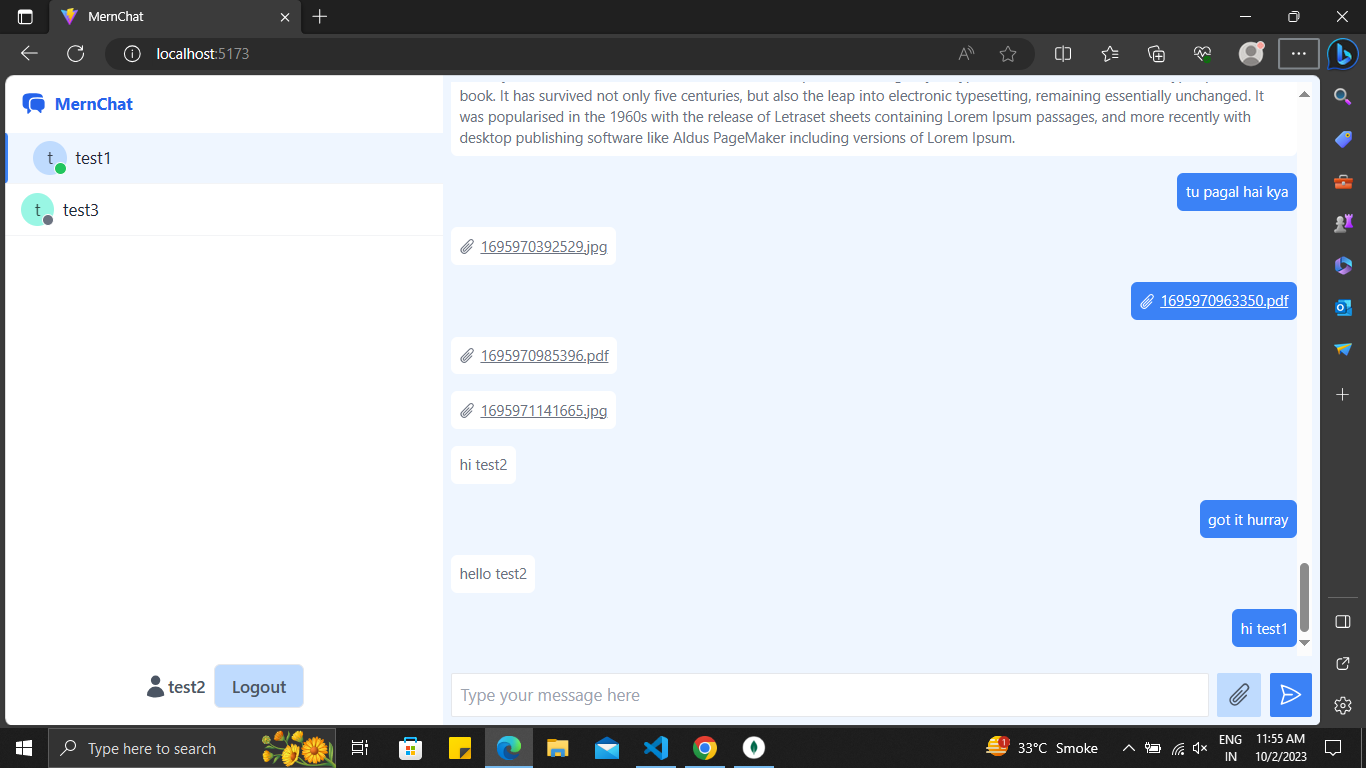 MernChat
localhost:5173
MernChat
t test1
t test3
book. It has survived not only five centuries, but also the leap into electronic typesetting, remaining essentially unchanged. It
was popularised in the 1960s with the release of Letraset sheets containing Lorem Ipsum passages, and more recently with
desktop publishing software like Aldus PageMaker including versions of Lorem Ipsum.
tu pagal hai kya
1695970392529.jpg
1695970963350.pdf
1695970985396.pdf
1695971141665.jpg
hi test2
got it hurray
hello test2
hi test1
test2 Logout
Type your message here
Type here to search
1
33°C Smoke
ENG
IN
11:55 AM
10/2/2023